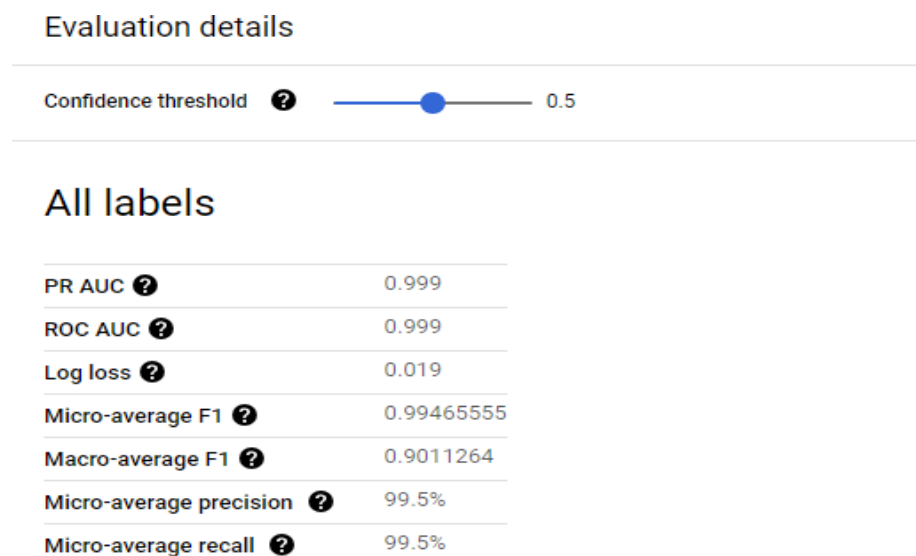 Evaluation details
Confidence threshold ? 0.5
All labels
PR AUC ? 0.999
ROC AUC ? 0.999
Log loss ? 0.019
Micro-average F1 ? 0.99465555
Macro-average F1 ? 0.9011264
Micro-average precision ? 99.5%
Micro-average recall ? 99.5%